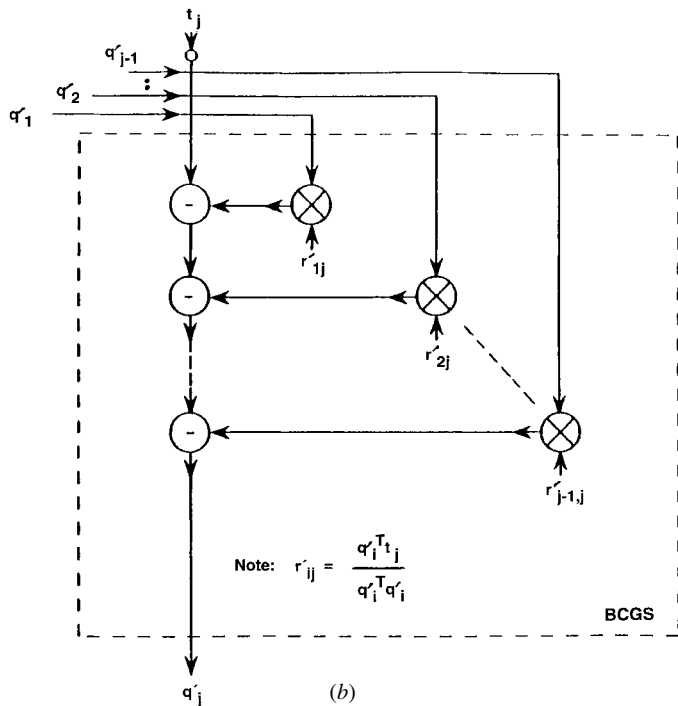 t_j
q′_{j-1}
:
q′_2
q′_1
-
r′_{1j}
-
r′_{2j}
-
r′_{j-1,j}
Note: r′_{ij} = q′_i^T t_j / q′_i^T q′_i
BCGS
q′_j
(b)